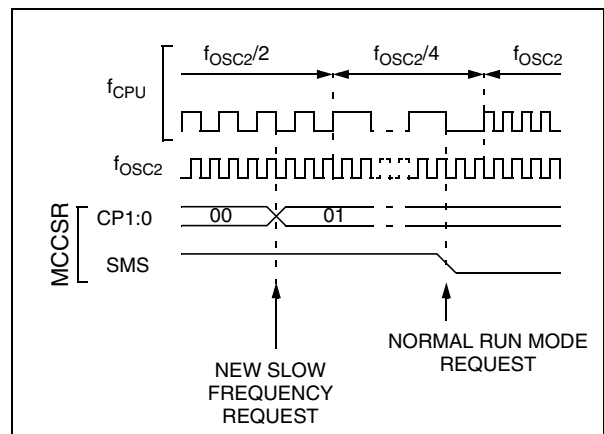 fOSC2/2 fOSC2/4 fOSC2
fCPU
fOSC2
MCCSR
CP1:0 00 01
SMS
NEW SLOW
FREQUENCY
REQUEST
NORMAL RUN MODE
REQUEST